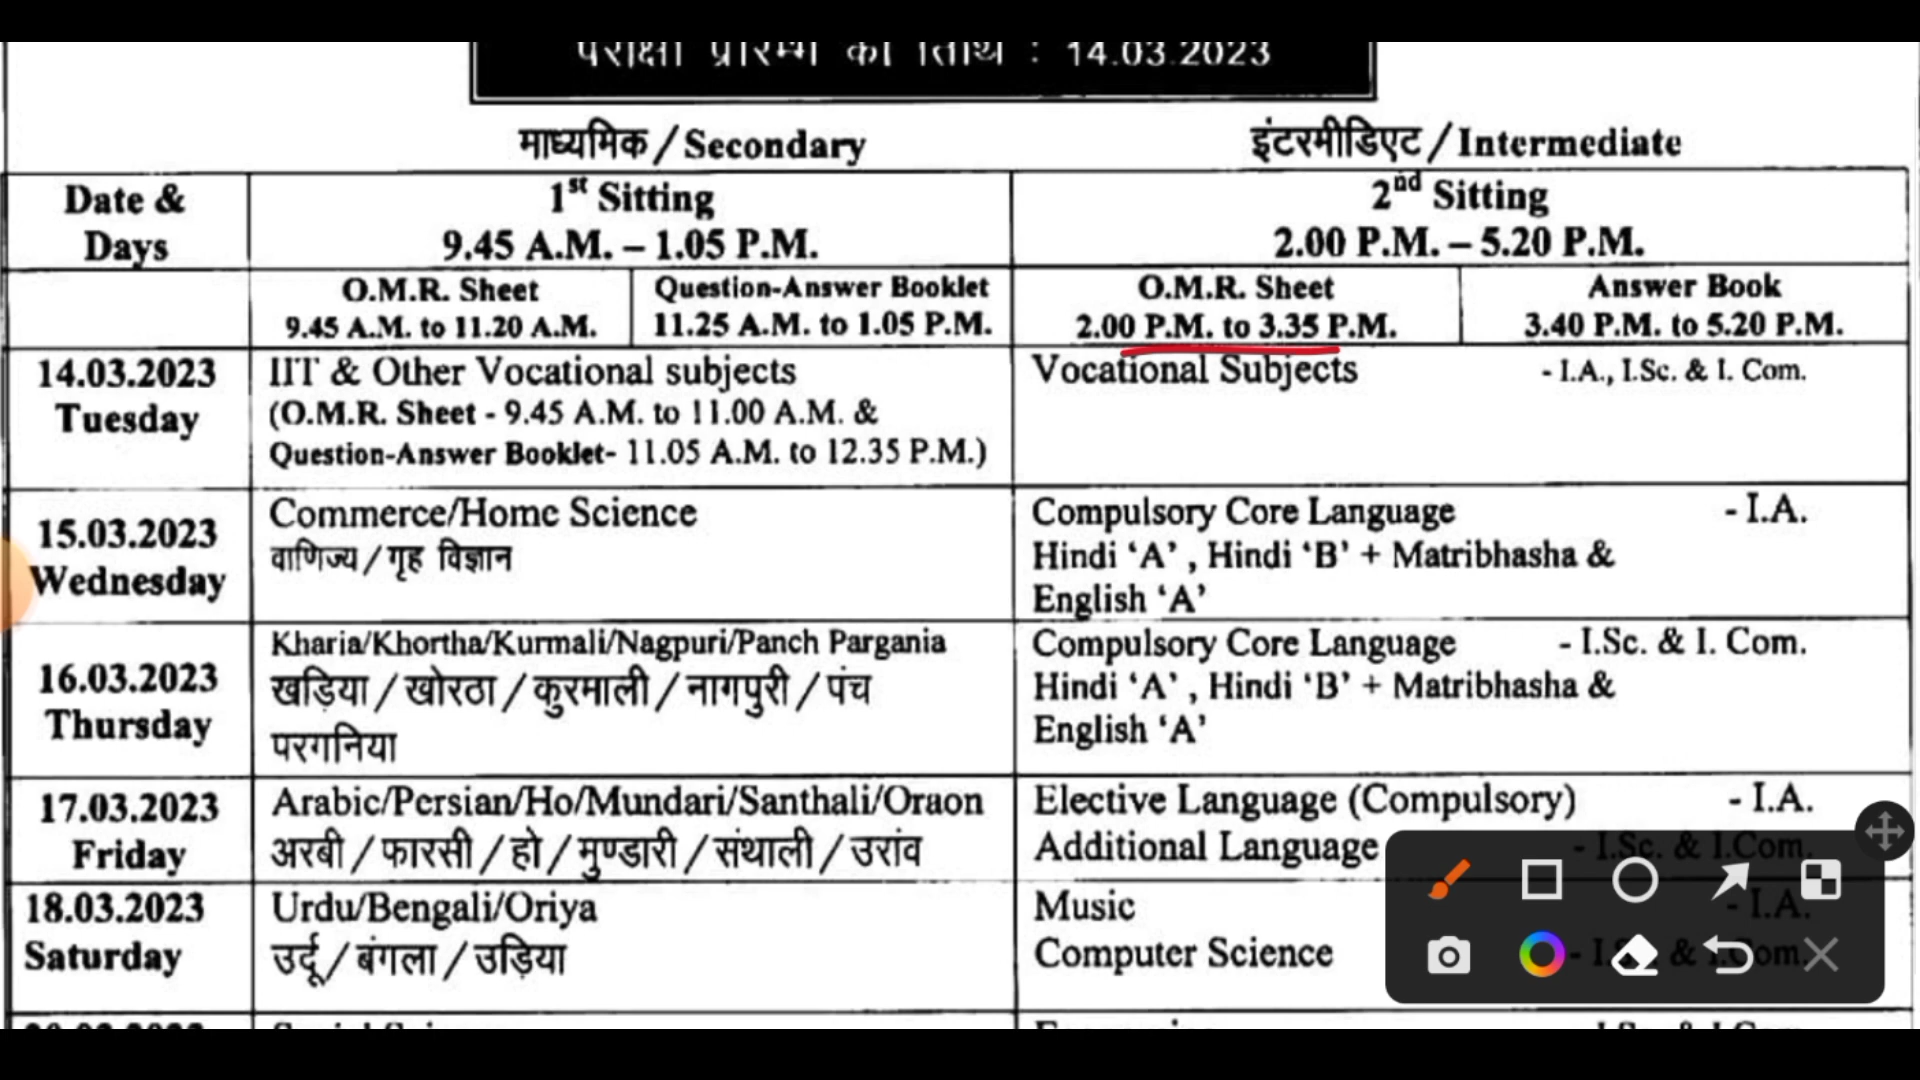 परीक्षा प्रारम्भ की तिथि : 14.03.2023
माध्यमिक / Secondary
इंटरमीडिएट / Intermediate
Date & Days
1st Sitting
9.45 A.M. – 1.05 P.M.
2nd Sitting
2.00 P.M. – 5.20 P.M.
O.M.R. Sheet
9.45 A.M. to 11.20 A.M.
Question-Answer Booklet
11.25 A.M. to 1.05 P.M.
O.M.R. Sheet
2.00 P.M. to 3.35 P.M.
Answer Book
3.40 P.M. to 5.20 P.M.
14.03.2023
Tuesday
IIT & Other Vocational subjects
(O.M.R. Sheet - 9.45 A.M. to 11.00 A.M. &
Question-Answer Booklet- 11.05 A.M. to 12.35 P.M.)
Vocational Subjects - I.A., I.Sc. & I. Com.
15.03.2023
Wednesday
Commerce/Home Science
वाणिज्य / गृह विज्ञान
Compulsory Core Language - I.A.
Hindi ‘A’ , Hindi ‘B’ + Matribhasha &
English ‘A’
16.03.2023
Thursday
Kharia/Khortha/Kurmali/Nagpuri/Panch Pargania
खड़िया / खोरठा / कुरमाली / नागपुरी / पंच
परगनिया
Compulsory Core Language - I.Sc. & I. Com.
Hindi ‘A’ , Hindi ‘B’ + Matribhasha &
English ‘A’
17.03.2023
Friday
Arabic/Persian/Ho/Mundari/Santhali/Oraon
अरबी / फारसी / हो / मुण्डारी / संथाली / उरांव
Elective Language (Compulsory) - I.A.
Additional Language - I.Sc. & I.Com.
18.03.2023
Saturday
Urdu/Bengali/Oriya
उर्दू / बंगला / उड़िया
Music - I.A.
Computer Science